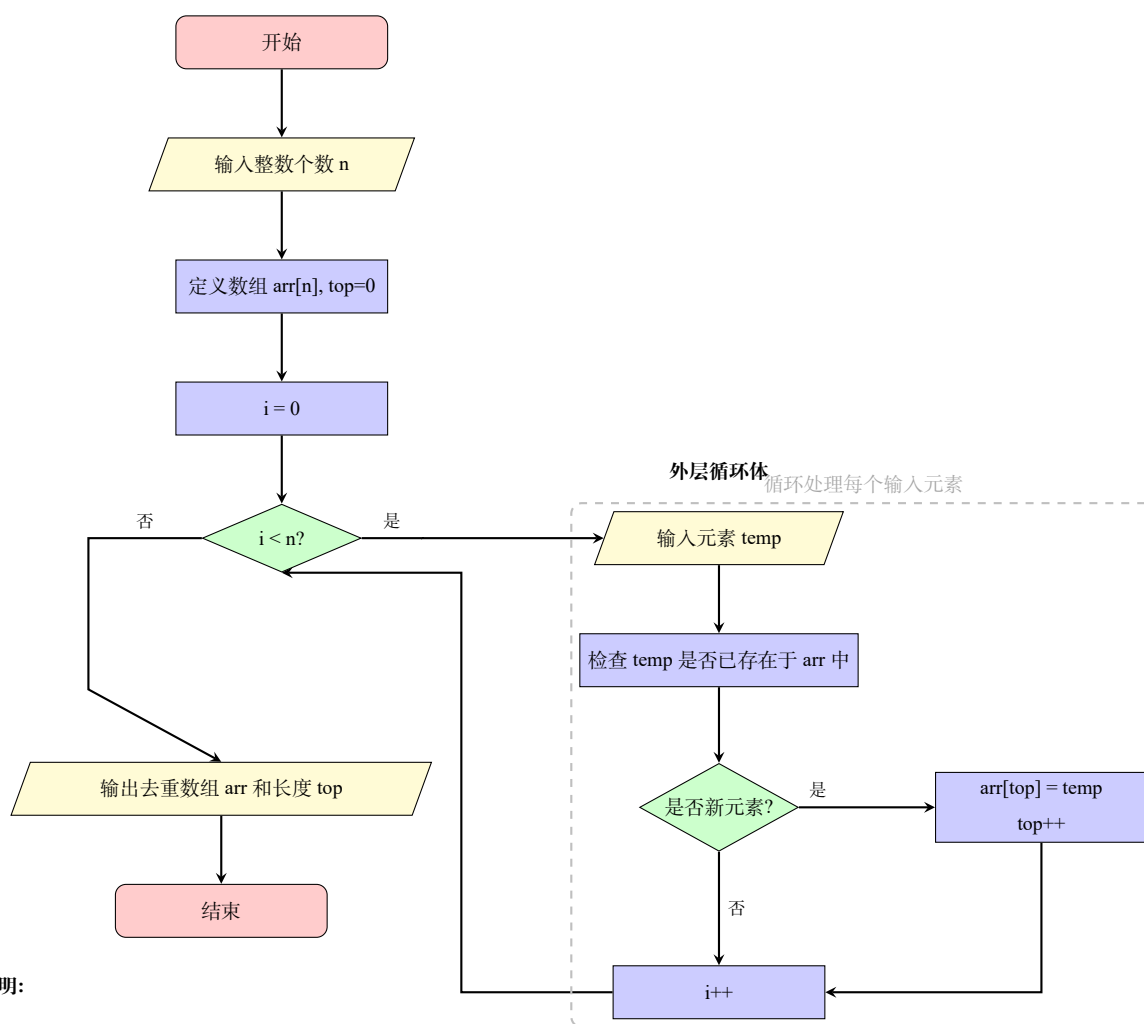 开始
输入整数个数 n
定义数组 arr[n], top=0
i = 0
外层循环体
循环处理每个输入元素
否
i < n?
是
输入元素 temp
检查 temp 是否已存在于 arr 中
是否新元素?
是
arr[top] = temp
top++
否
i++
输出去重数组 arr 和长度 top
结束
明: